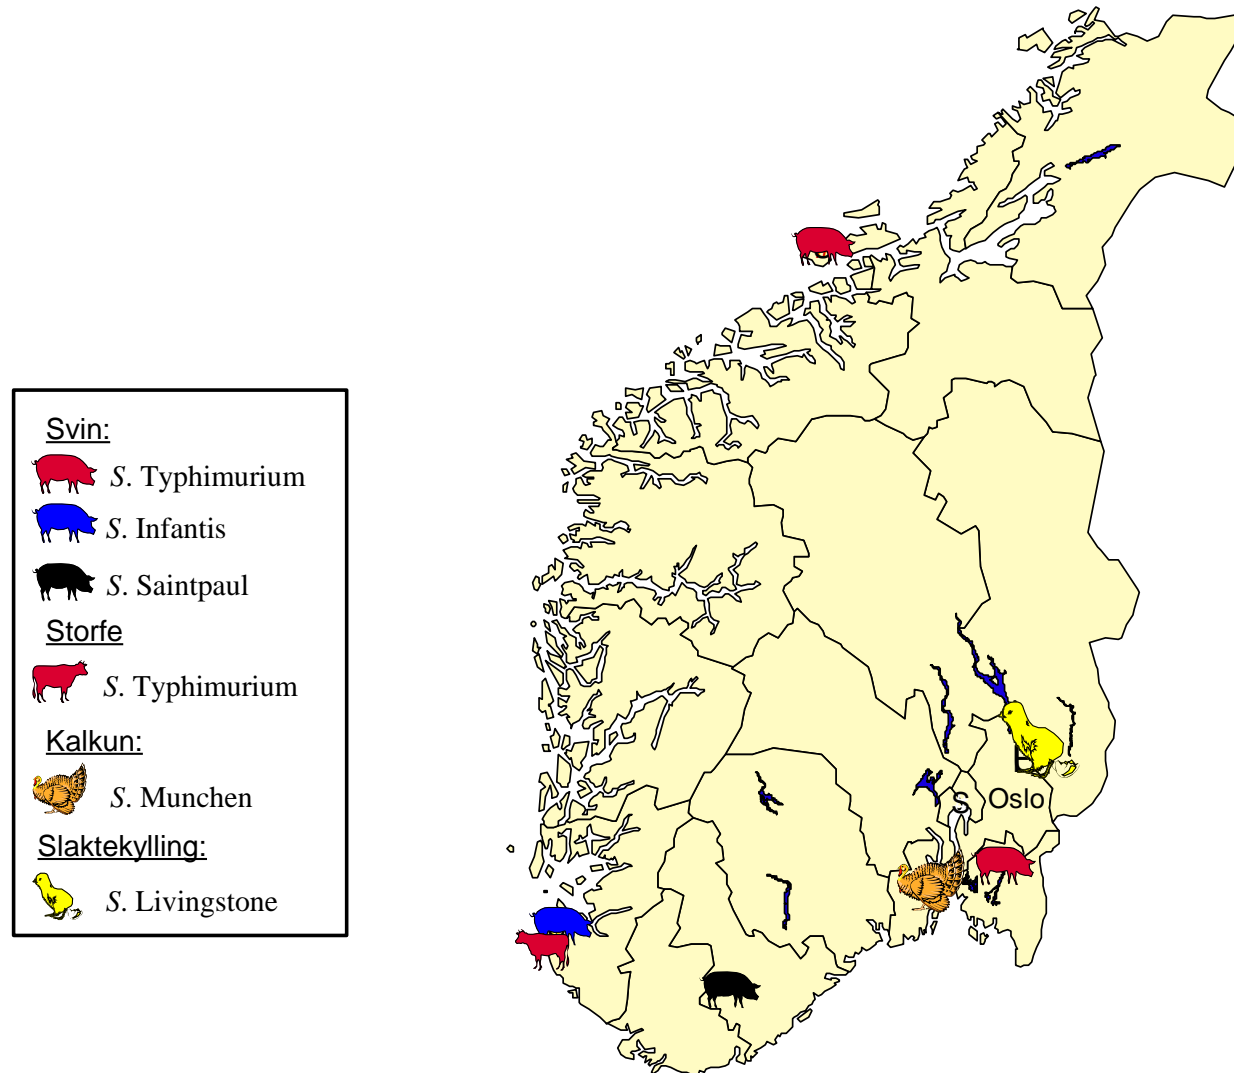 Svin:
S. Typhimurium
S. Infantis
S. Saintpaul
Storfe
S. Typhimurium
Kalkun:
S. Munchen
Slaktekylling:
S. Livingstone
S
Oslo